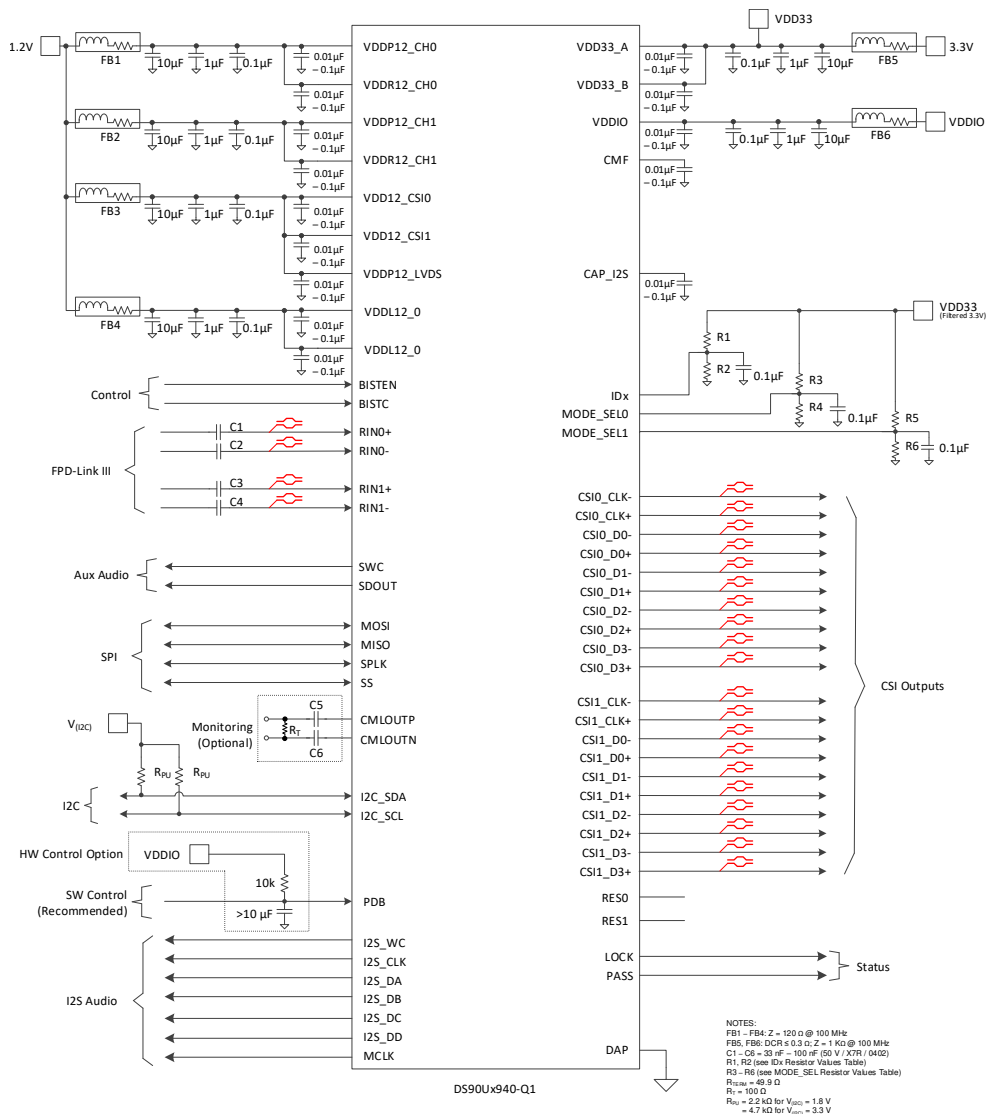 1.2V
FB1
10µF
1µF
0.1µF
0.01µF
– 0.1µF
VDDP12_CH0
0.01µF
– 0.1µF
VDDR12_CH0
FB2
10µF
1µF
0.1µF
0.01µF
– 0.1µF
VDDP12_CH1
0.01µF
– 0.1µF
VDDR12_CH1
FB3
10µF
1µF
0.1µF
0.01µF
– 0.1µF
VDD12_CSI0
0.01µF
– 0.1µF
VDD12_CSI1
0.01µF
– 0.1µF
VDDP12_LVDS
FB4
10µF
1µF
0.1µF
0.01µF
– 0.1µF
VDDL12_0
0.01µF
– 0.1µF
VDDL12_0
Control
BISTEN
BISTC
FPD-Link III
C1
RIN0+
C2
RIN0-
C3
RIN1+
C4
RIN1-
Aux Audio
SWC
SDOUT
SPI
MOSI
MISO
SPLK
SS
Monitoring
(Optional)
C5
RT
C6
CMLOUTP
CMLOUTN
V(I2C)
RPU
RPU
I2C
I2C_SDA
I2C_SCL
HW Control Option
VDDIO
10k
>10 µF
SW Control
(Recommended)
PDB
I2S Audio
I2S_WC
I2S_CLK
I2S_DA
I2S_DB
I2S_DC
I2S_DD
MCLK
VDD33
VDD33_A
0.01µF
– 0.1µF
0.1µF
1µF
10µF
FB5
3.3V
VDD33_B
0.01µF
– 0.1µF
VDDIO
0.01µF
– 0.1µF
0.1µF
1µF
10µF
FB6
VDDIO
CMF
0.01µF
– 0.1µF
CAP_I2S
0.01µF
– 0.1µF
VDD33
(Filtered 3.3V)
R1
R2
0.1µF
R3
R4
0.1µF
R5
R6
0.1µF
IDx
MODE_SEL0
MODE_SEL1
CSI0_CLK-
CSI0_CLK+
CSI0_D0-
CSI0_D0+
CSI0_D1-
CSI0_D1+
CSI0_D2-
CSI0_D2+
CSI0_D3-
CSI0_D3+
CSI1_CLK-
CSI1_CLK+
CSI1_D0-
CSI1_D0+
CSI1_D1-
CSI1_D1+
CSI1_D2-
CSI1_D2+
CSI1_D3-
CSI1_D3+
CSI Outputs
RES0
RES1
LOCK
PASS
Status
DAP
DS90Ux940-Q1
NOTES:
FB1 – FB4: Z = 120 Ω @ 100 MHz
FB5, FB6: DCR ≤ 0.3 Ω; Z = 1 KΩ @ 100 MHz
C1 – C6 = 33 nF – 100 nF (50 V / X7R / 0402)
R1, R2 (see IDx Resistor Values Table)
R3 – R6 (see MODE_SEL Resistor Values Table)
RTERM = 49.9 Ω
RT = 100 Ω
RPU = 2.2 kΩ for V(I2C) = 1.8 V
= 4.7 kΩ for V(I2C) = 3.3 V